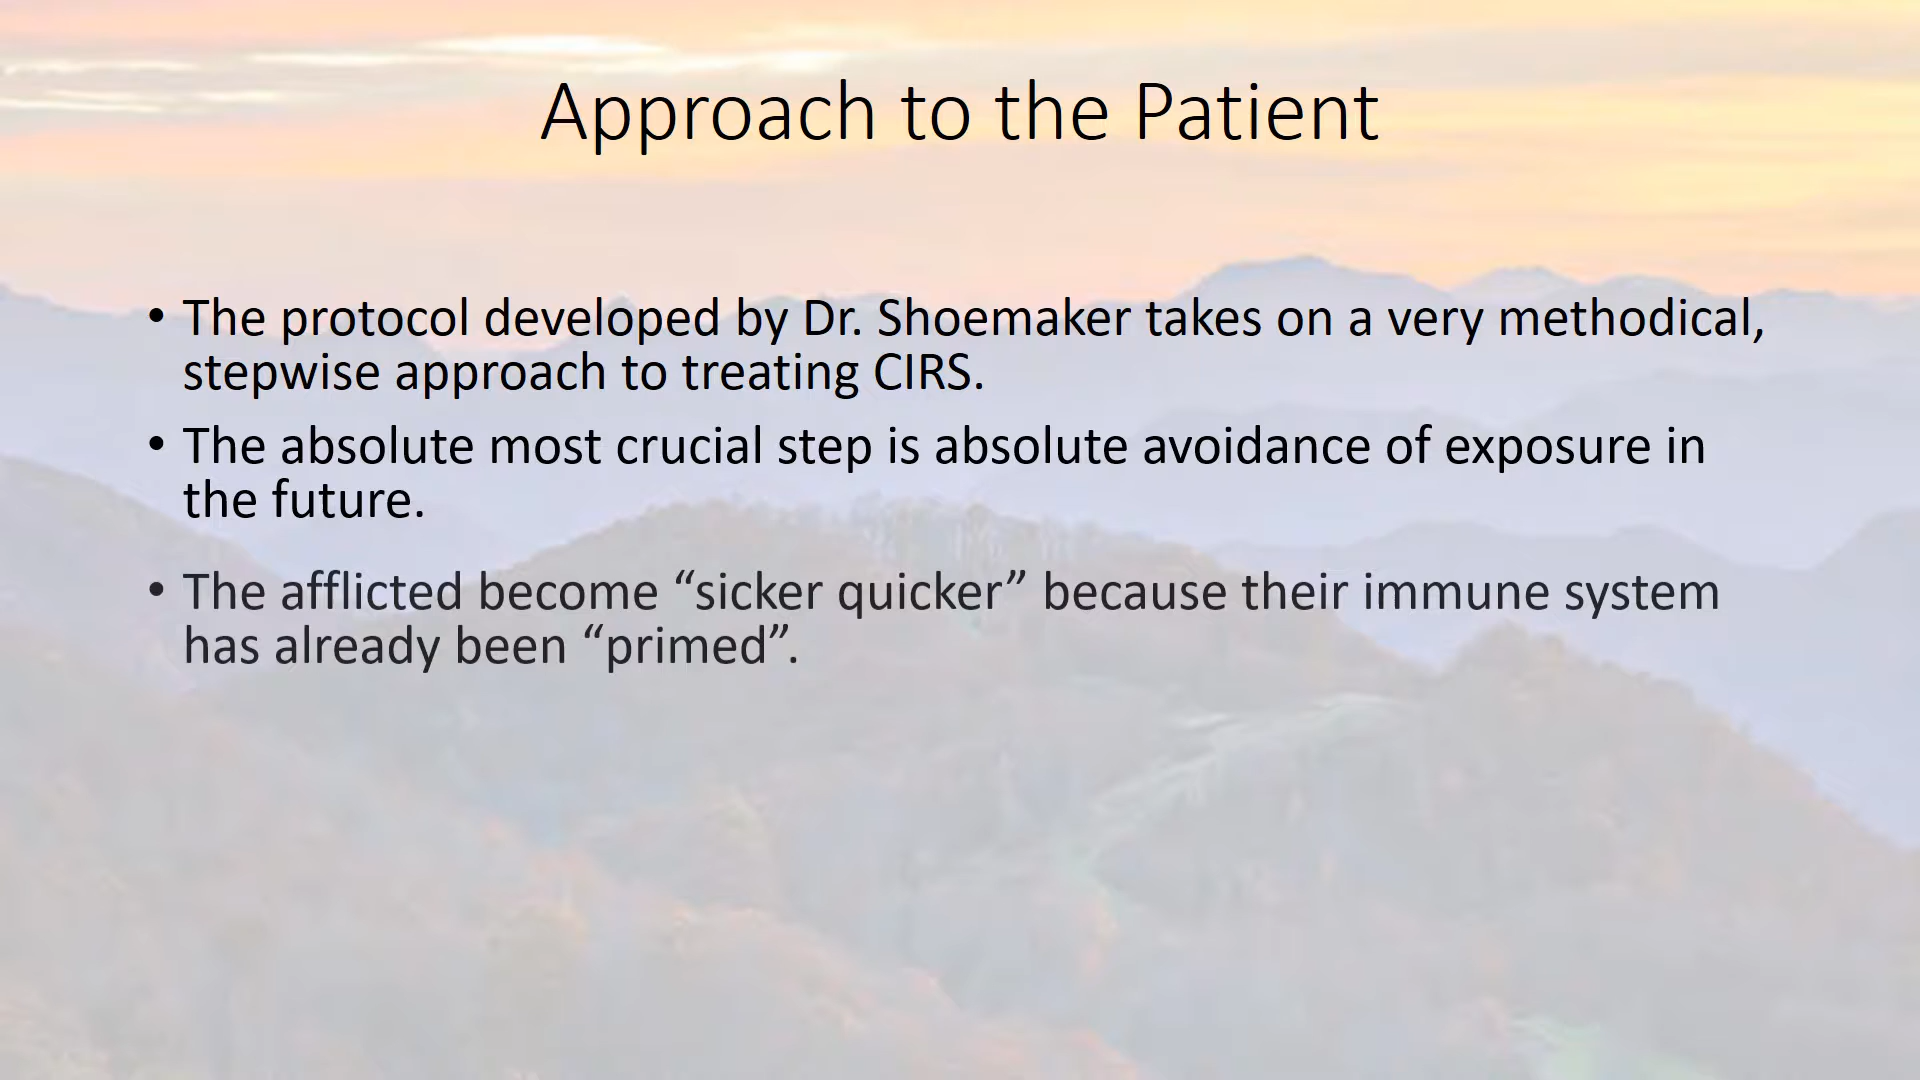 Approach to the Patient
• The protocol developed by Dr. Shoemaker takes on a very methodical,
stepwise approach to treating CIRS.
• The absolute most crucial step is absolute avoidance of exposure in
the future.
• The afflicted become “sicker quicker” because their immune system
has already been “primed”.